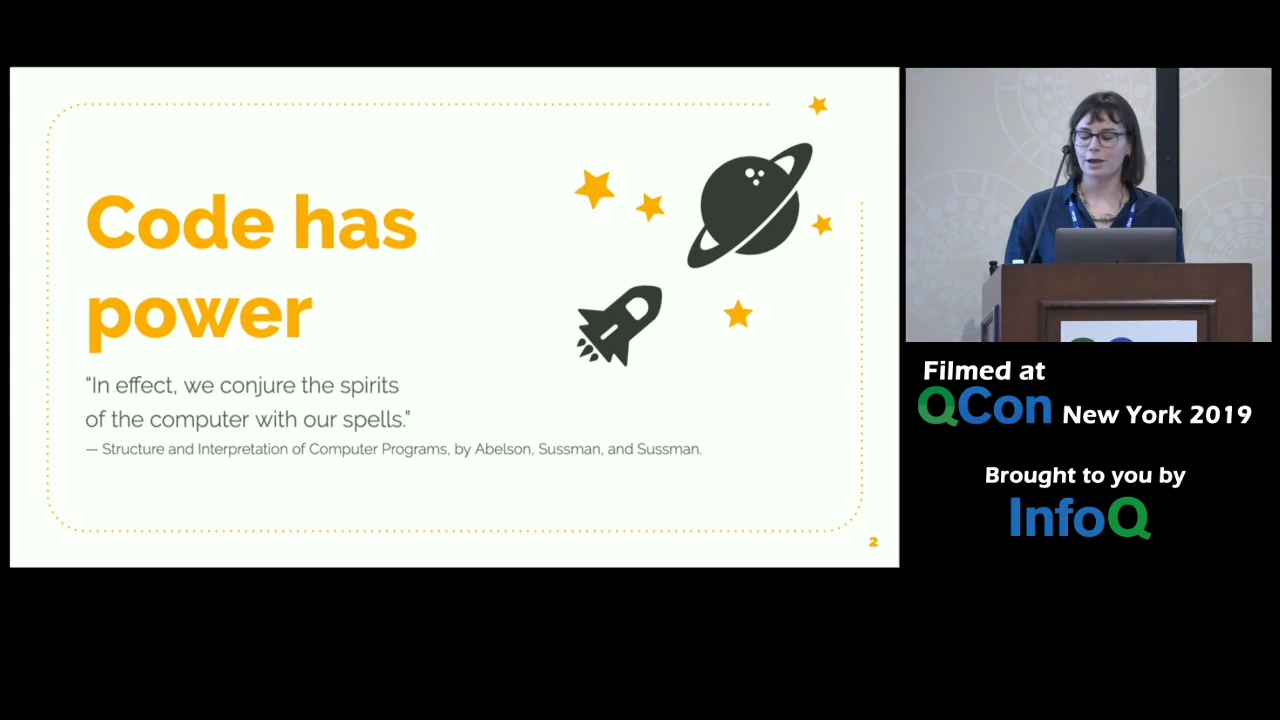 Code has
power
“In effect, we conjure the spirits
of the computer with our spells.”
— Structure and Interpretation of Computer Programs, by Abelson, Sussman, and Sussman.
2
Filmed at
QCon New York 2019
Brought to you by
InfoQ